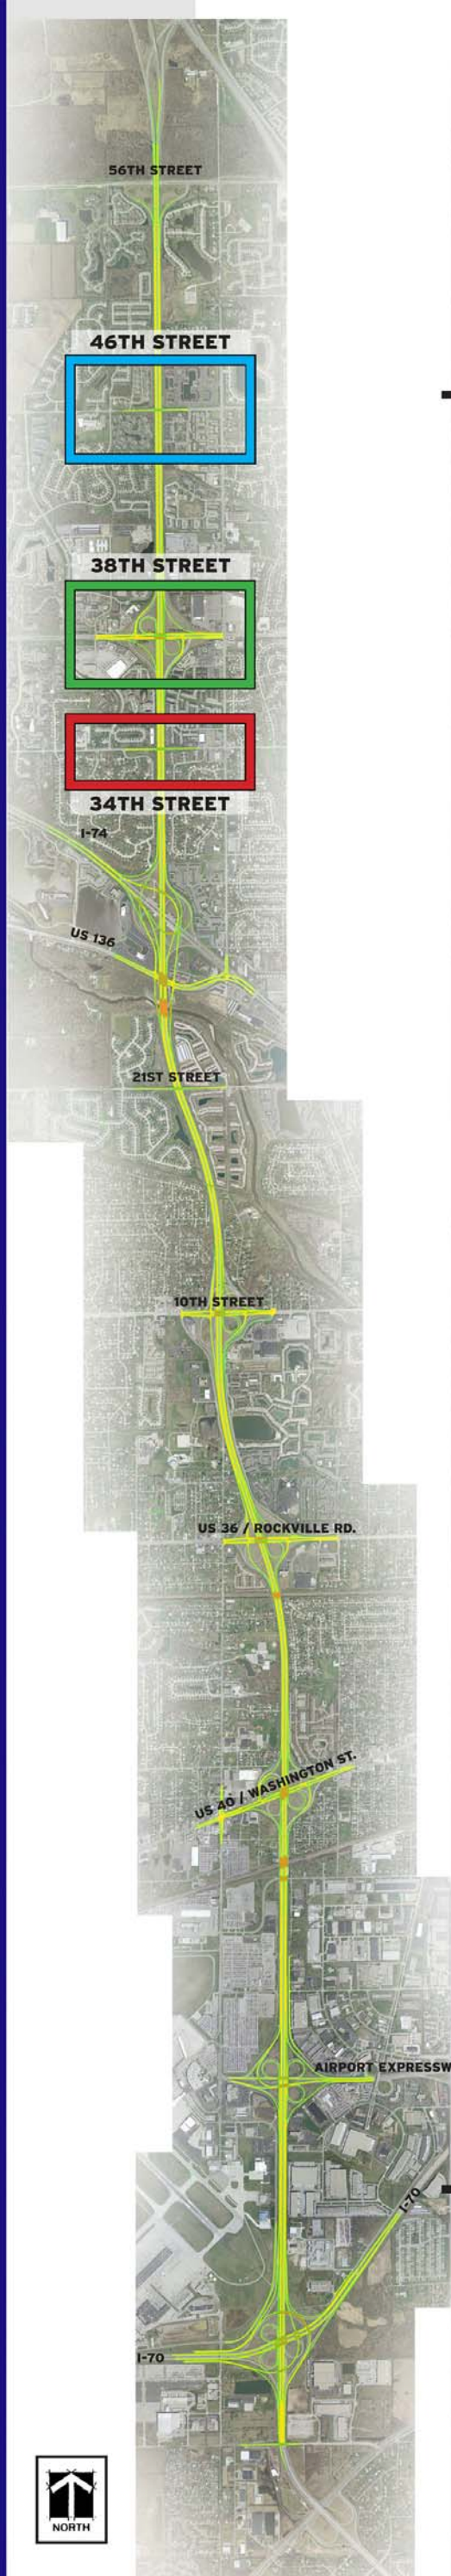 56TH STREET
46TH STREET
38TH STREET
34TH STREET
I-74
US 136
21ST STREET
10TH STREET
US 36 / ROCKVILLE RD.
US 40 / WASHINGTON ST.
AIRPORT EXPRESSW
I-70
I-70
NORTH